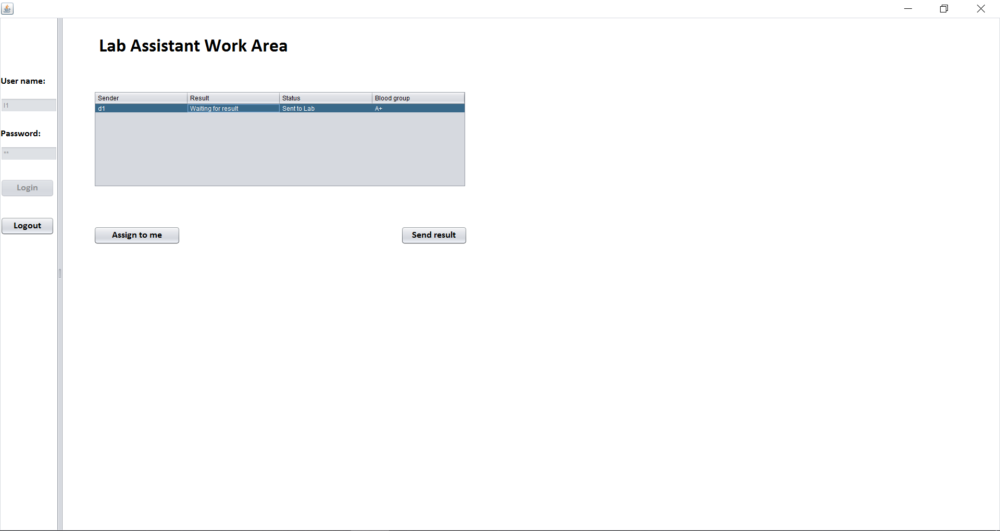 Lab Assistant Work Area
User name:
l1
Password:
**
Login
Logout
Sender Result Status Blood group
d1 Waiting for result Sent to Lab A+
Assign to me Send result